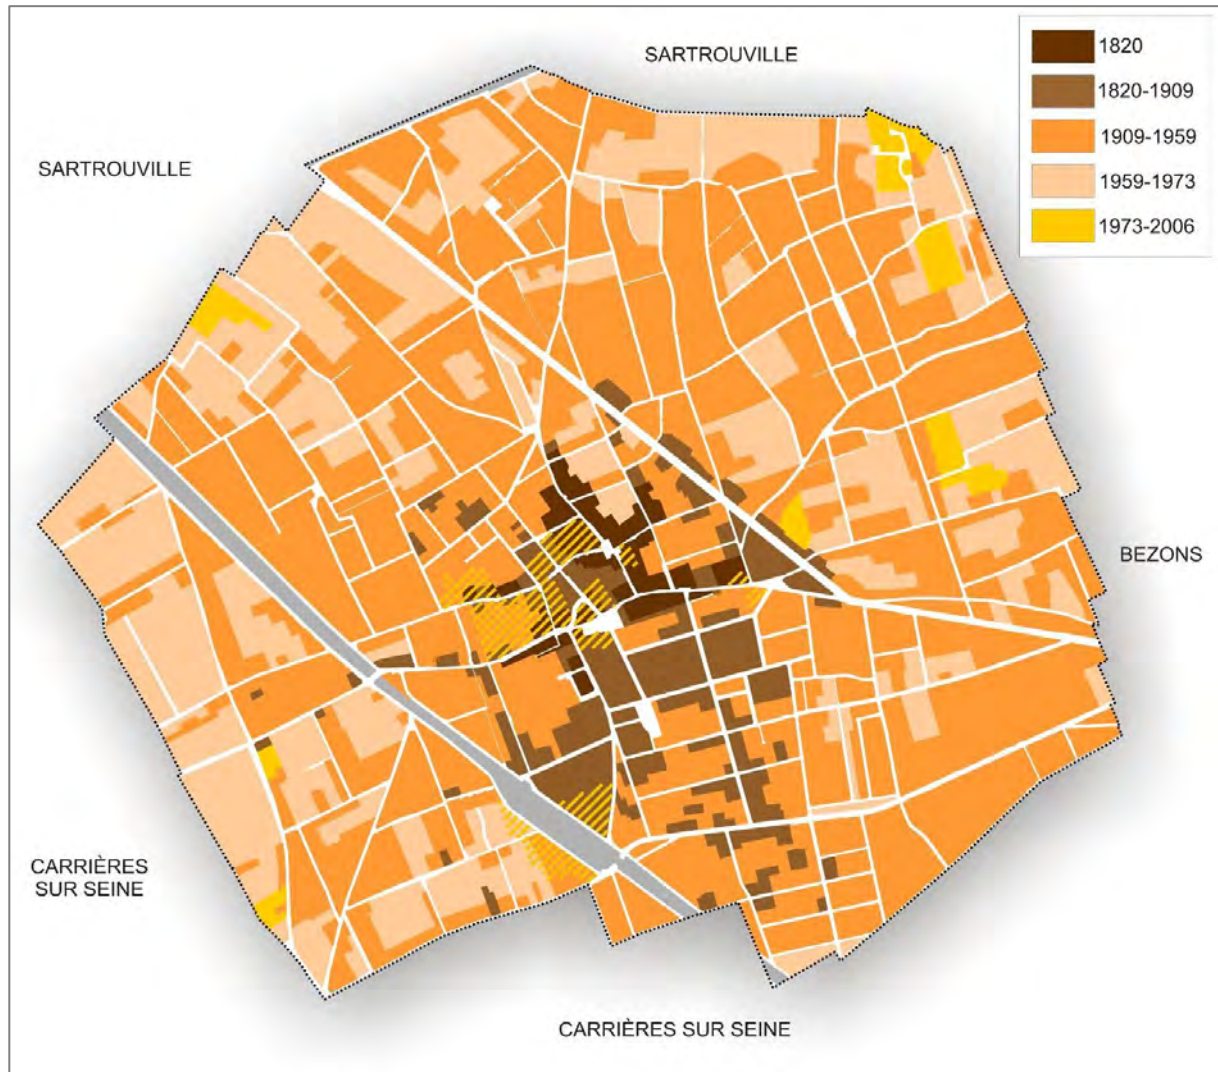 SARTROUVILLE
1820
1820-1909
1909-1959
1959-1973
1973-2006
SARTROUVILLE
BEZONS
CARRIÈRES
SUR SEINE
CARRIÈRES SUR SEINE